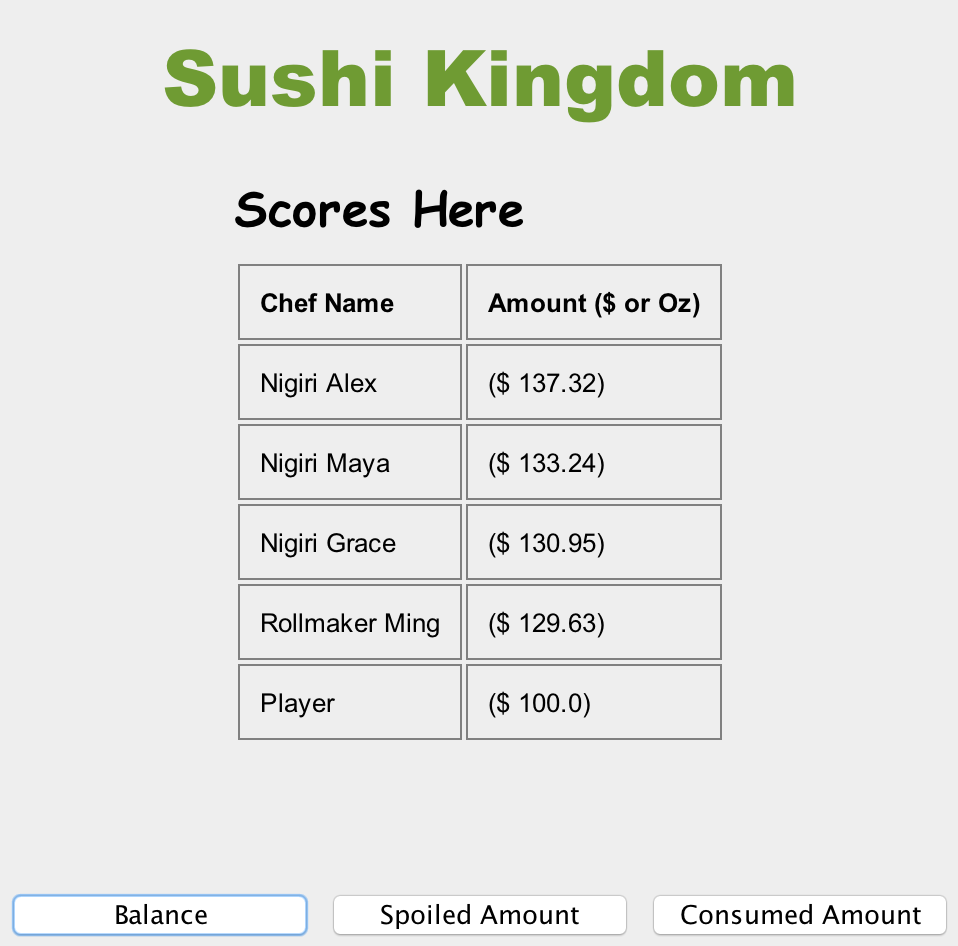 Sushi Kingdom
Scores Here
Chef Name Amount ($ or Oz)
Nigiri Alex ($ 137.32)
Nigiri Maya ($ 133.24)
Nigiri Grace ($ 130.95)
Rollmaker Ming ($ 129.63)
Player ($ 100.0)
Balance Spoiled Amount Consumed Amount